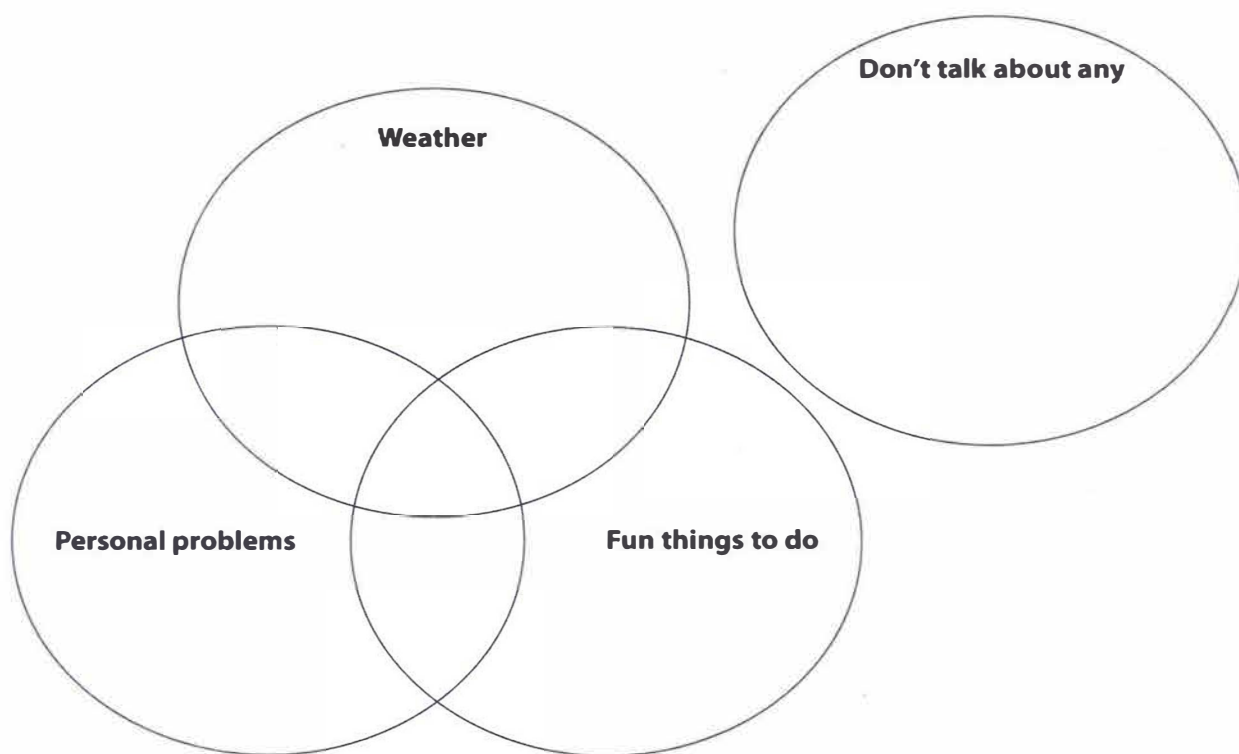 Don't talk about any
Weather
Personal problems
Fun things to do